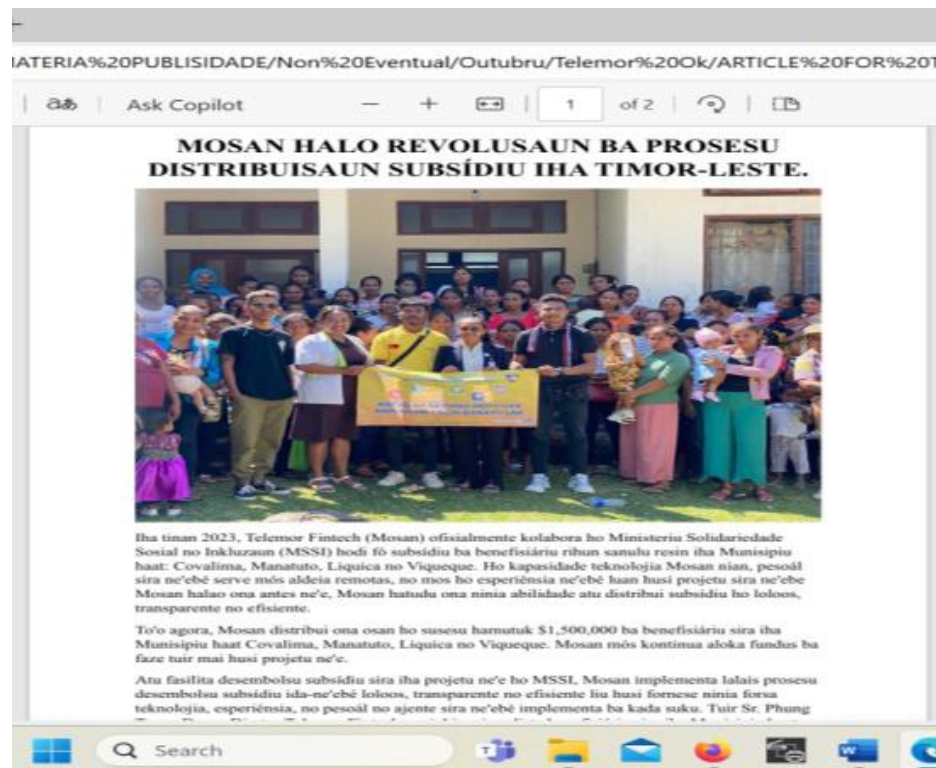 IATERIA%20PUBLISIDADE/Non%20Eventual/Outubru/Telemor%20Ok/ARTICLE%20FOR%20T
Ask Copilot
1 of 2
MOSAN HALO REVOLUSAUN BA PROSESU
DISTRIBUISAUN SUBSÍDIU IHA TIMOR-LESTE.
Iha tinan 2023, Telemor Fintech (Mosan) ofisialmente kolabora ho Ministeriu Solidariedade
Sosial no Inkluzaun (MSSI) hodi fó subsídiu ba benefisiáriu rihun sanulu resin iha Munisipiu
haat: Covalima, Manatuto, Liquica no Viqueque. Ho kapasidade teknolojia Mosan nian, pesoál
sira ne'ebé serve mós aldeia remotas, no mos ho esperiénsia ne'ebé luan husi projetu sira ne'ebe
Mosan halao ona antes ne'e, Mosan hatudu ona ninia abilidade atu distribui subsídiu ho loloos,
transparente no efisiente.
To'o agora, Mosan distribui ona osan ho susesu hamutuk $1,500,000 ba benefisiáriu sira iha
Munisipiu haat Covalima, Manatuto, Liquica no Viqueque. Mosan mós kontinua aloka fundus ba
faze tuir mai husi projetu ne'e.
Atu fasilita desembolsu subsídiu sira iha projetu ne'e ho MSSI, Mosan implementa lalais prosesu
desembolsu subsídiu ida-ne'ebé loloos, transparente no efisiente liu husi fornese ninia forsa
teknolojia, esperiénsia, no pesoál no ajente sira ne'ebé implementa ba kada suku. Tuir Sr. Phung
Search